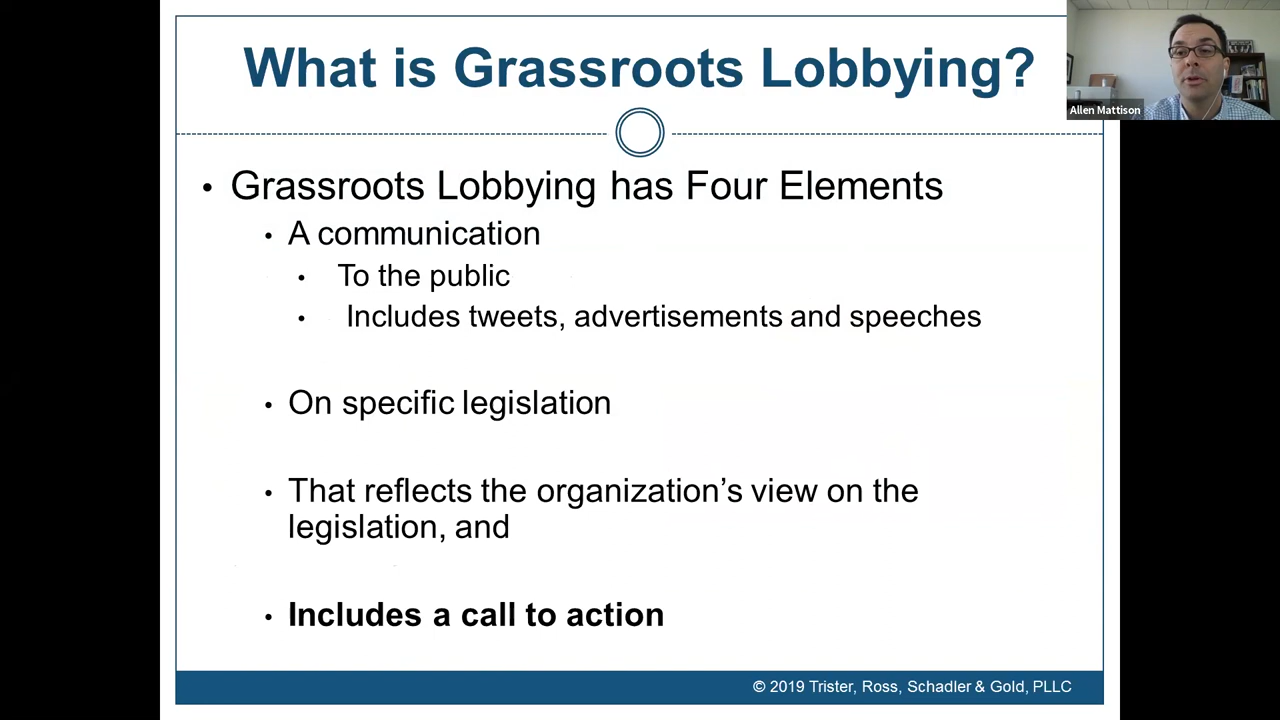 What is Grassroots Lobbying?
Allen Mattison
• Grassroots Lobbying has Four Elements
• A communication
• To the public
• Includes tweets, advertisements and speeches
• On specific legislation
• That reflects the organization’s view on the
legislation, and
• Includes a call to action
© 2019 Trister, Ross, Schadler & Gold, PLLC